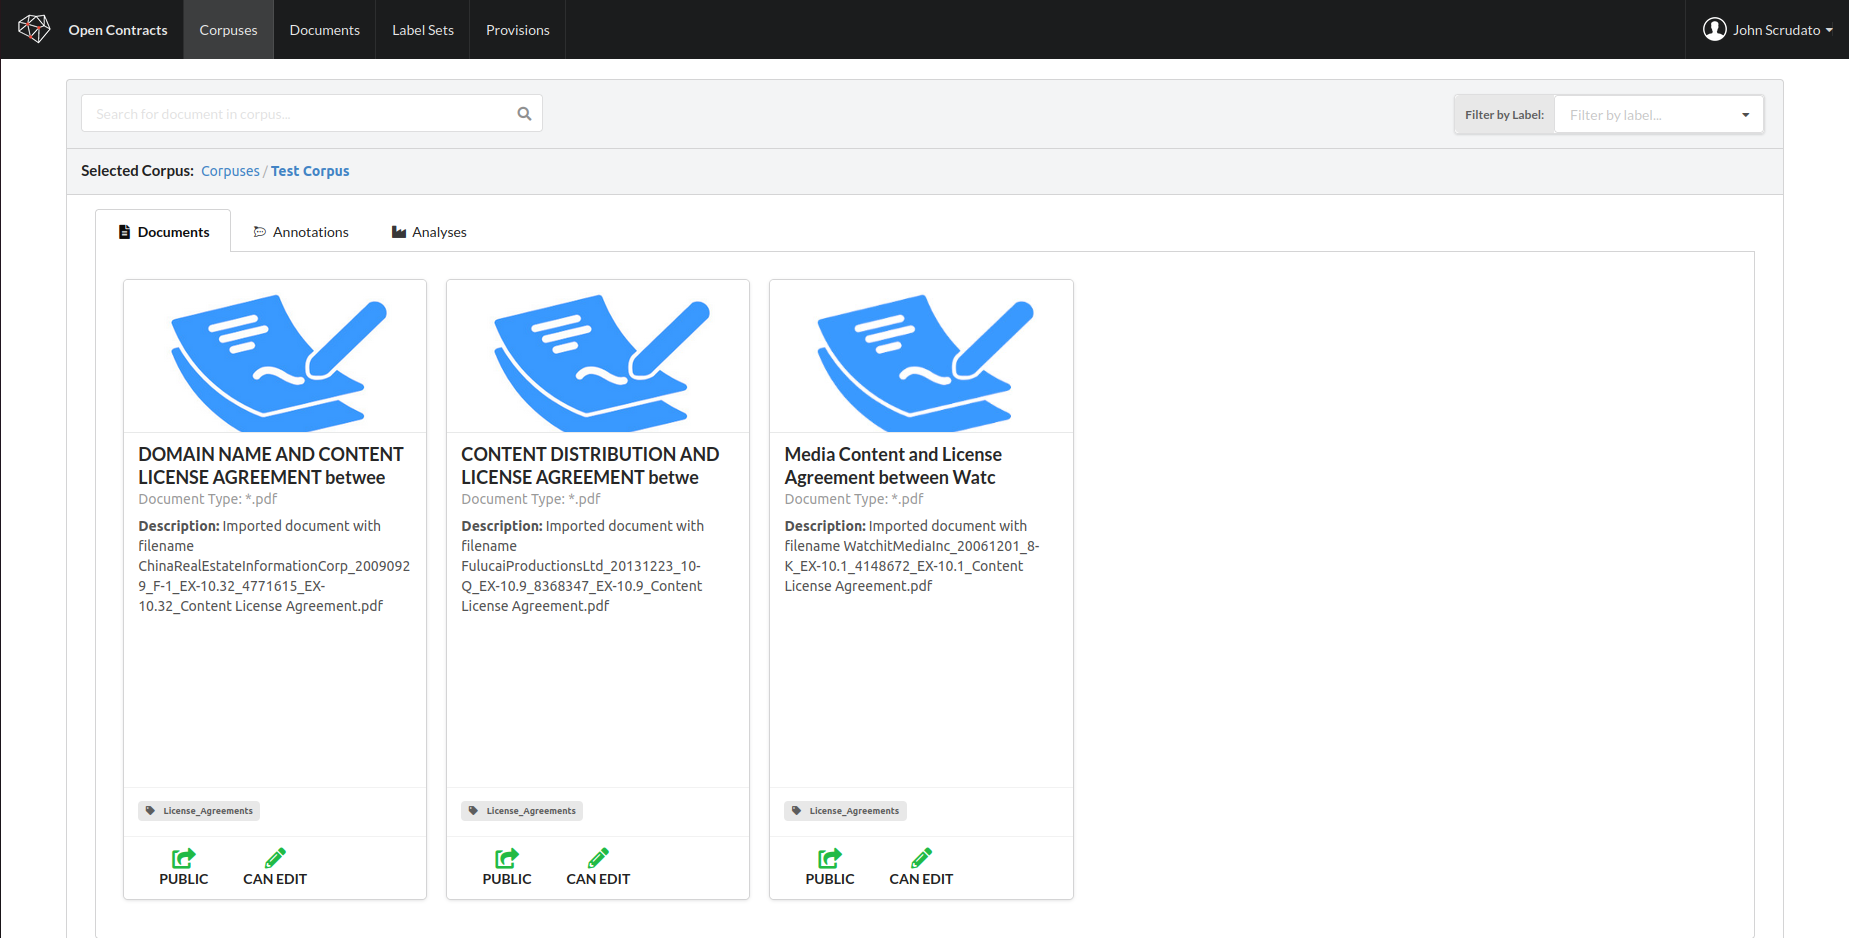 Open Contracts Corpuses Documents Label Sets Provisions John Scrudato
Search for document in corpus...
Filter by Label: Filter by label...
Selected Corpus: Corpuses / Test Corpus
Documents Annotations Analyses
DOMAIN NAME AND CONTENT
LICENSE AGREEMENT betwee
Document Type: *.pdf
Description: Imported document with
filename
ChinaRealEstateInformationCorp_2009092
9_F-1_EX-10.32_4771615_EX-
10.32_Content License Agreement.pdf
License_Agreements
PUBLIC CAN EDIT
CONTENT DISTRIBUTION AND
LICENSE AGREEMENT betwe
Document Type: *.pdf
Description: Imported document with
filename
FulucaiProductionsLtd_20131223_10-
Q_EX-10.9_8368347_EX-10.9_Content
License Agreement.pdf
License_Agreements
PUBLIC CAN EDIT
Media Content and License
Agreement between Watc
Document Type: *.pdf
Description: Imported document with
filename WatchitMediaInc_20061201_8-
K_EX-10.1_4148672_EX-10.1_Content
License Agreement.pdf
License_Agreements
PUBLIC CAN EDIT